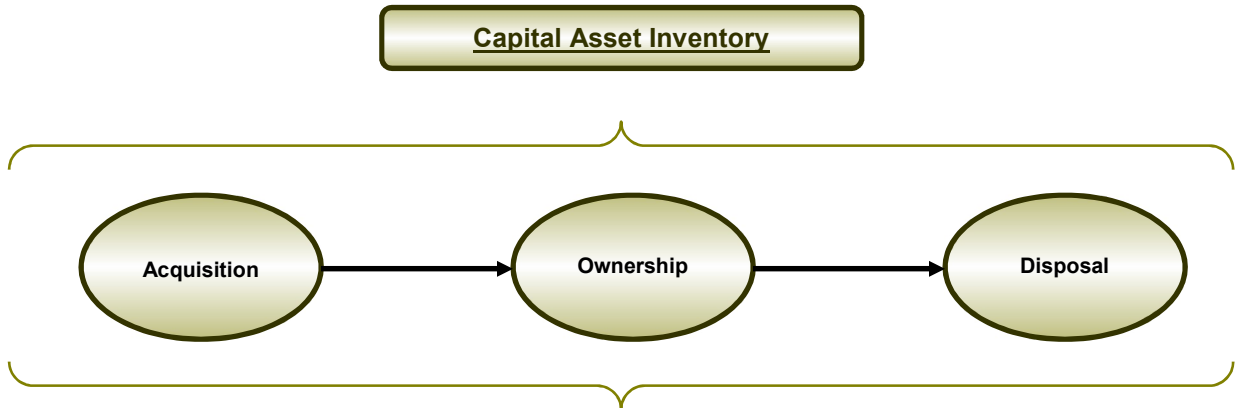 Capital Asset Inventory
Acquisition
Ownership
Disposal